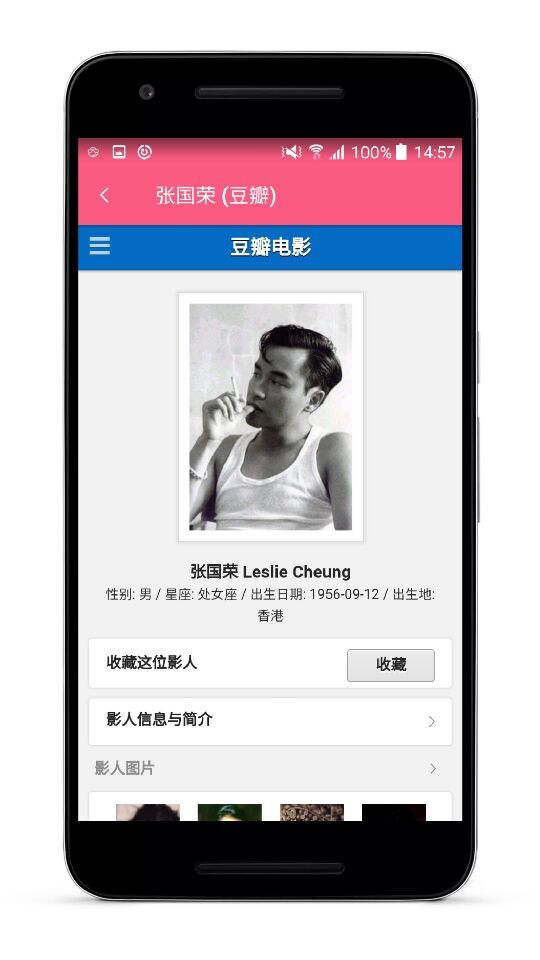 100% 14:57
张国荣 (豆瓣)
豆瓣电影
张国荣 Leslie Cheung
性别: 男 / 星座: 处女座 / 出生日期: 1956-09-12 / 出生地:
香港
收藏这位影人 收藏
影人信息与简介
影人图片